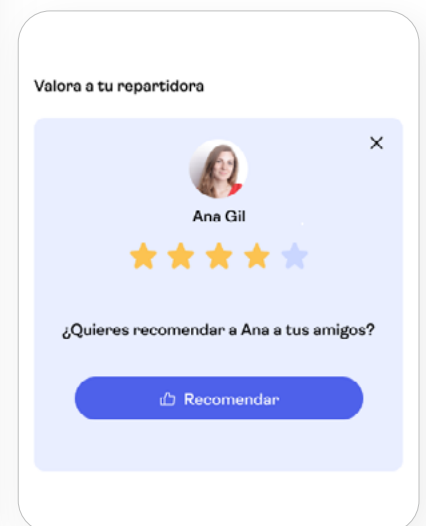 Valora a tu repartidora
Ana Gil
¿Quieres recomendar a Ana a tus amigos?
Recomendar